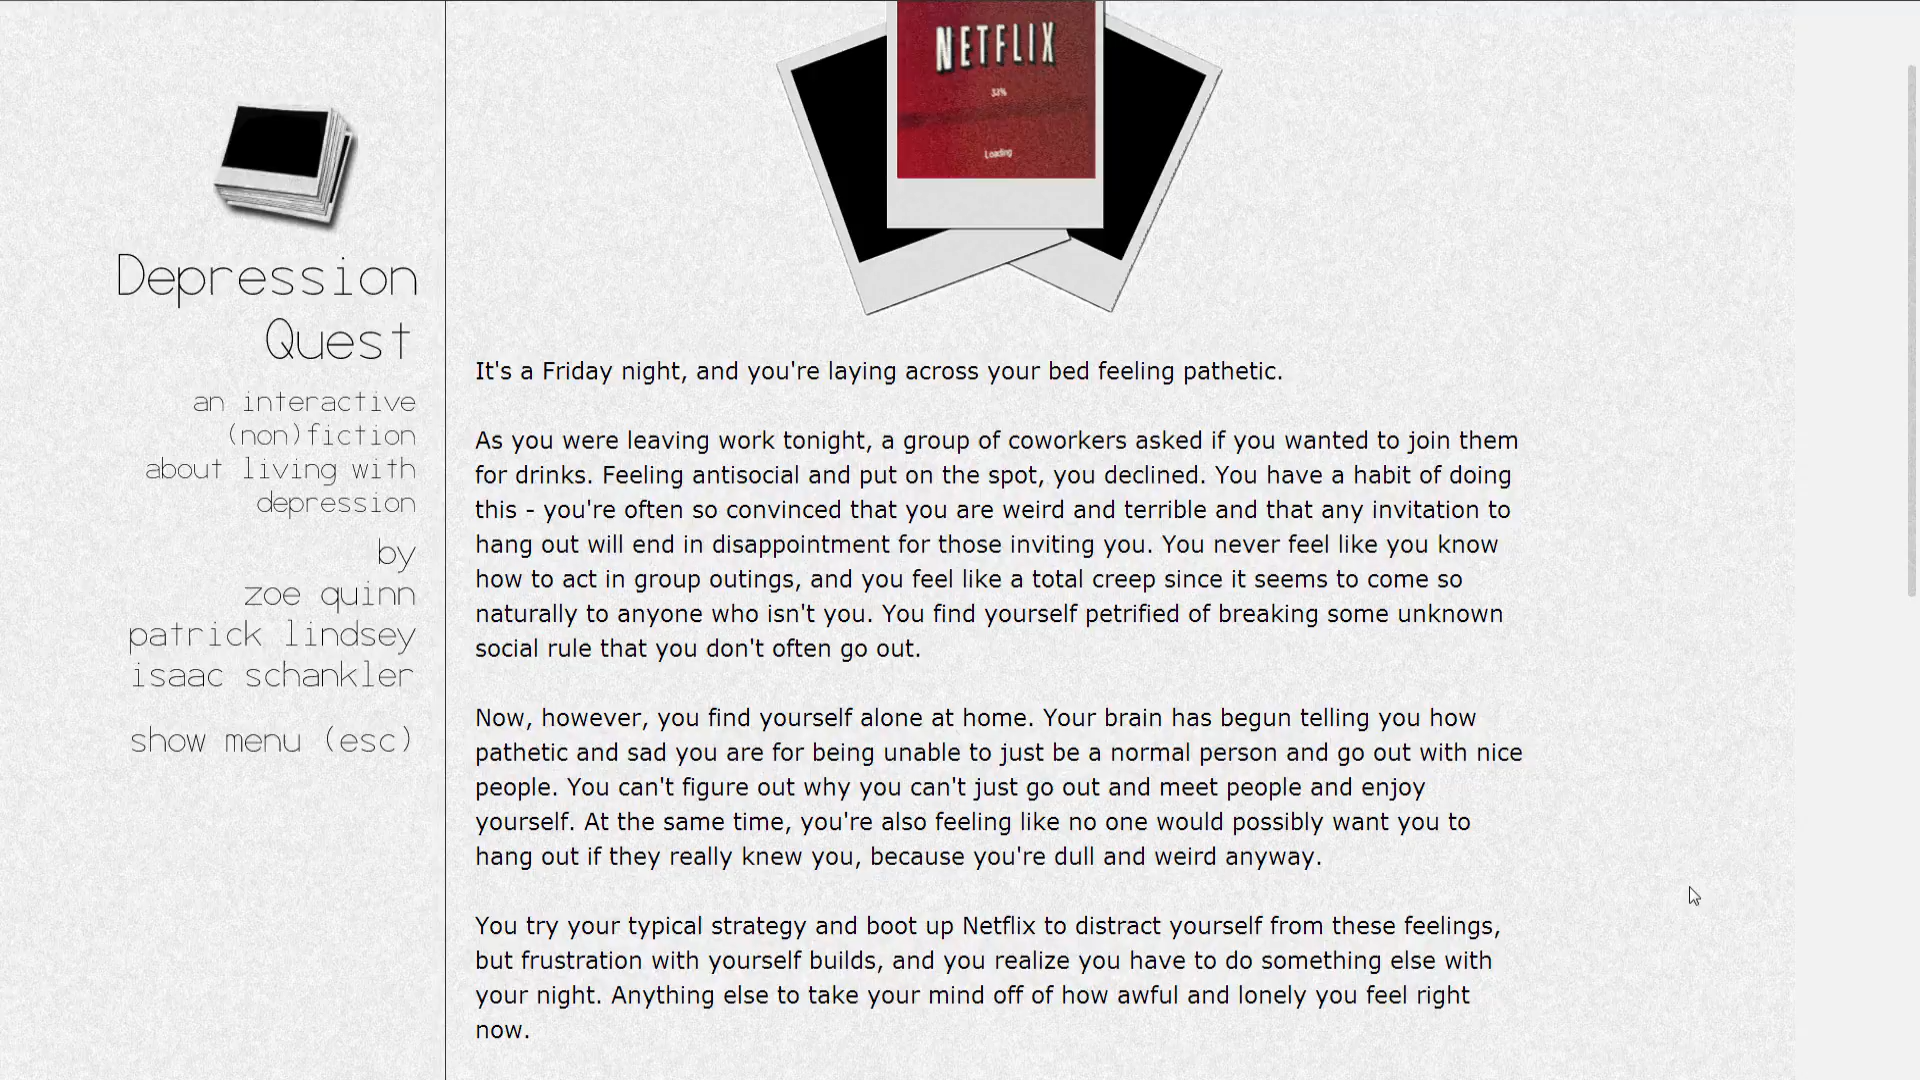 NETFLIX
33%
Loading
Depression
Quest
an interactive
(non)fiction
about living with
depression
by
zoe quinn
patrick lindsey
isaac schankler
show menu (esc)
It's a Friday night, and you're laying across your bed feeling pathetic.
As you were leaving work tonight, a group of coworkers asked if you wanted to join them
for drinks. Feeling antisocial and put on the spot, you declined. You have a habit of doing
this - you're often so convinced that you are weird and terrible and that any invitation to
hang out will end in disappointment for those inviting you. You never feel like you know
how to act in group outings, and you feel like a total creep since it seems to come so
naturally to anyone who isn't you. You find yourself petrified of breaking some unknown
social rule that you don't often go out.
Now, however, you find yourself alone at home. Your brain has begun telling you how
pathetic and sad you are for being unable to just be a normal person and go out with nice
people. You can't figure out why you can't just go out and meet people and enjoy
yourself. At the same time, you're also feeling like no one would possibly want you to
hang out if they really knew you, because you're dull and weird anyway.
You try your typical strategy and boot up Netflix to distract yourself from these feelings,
but frustration with yourself builds, and you realize you have to do something else with
your night. Anything else to take your mind off of how awful and lonely you feel right
now.